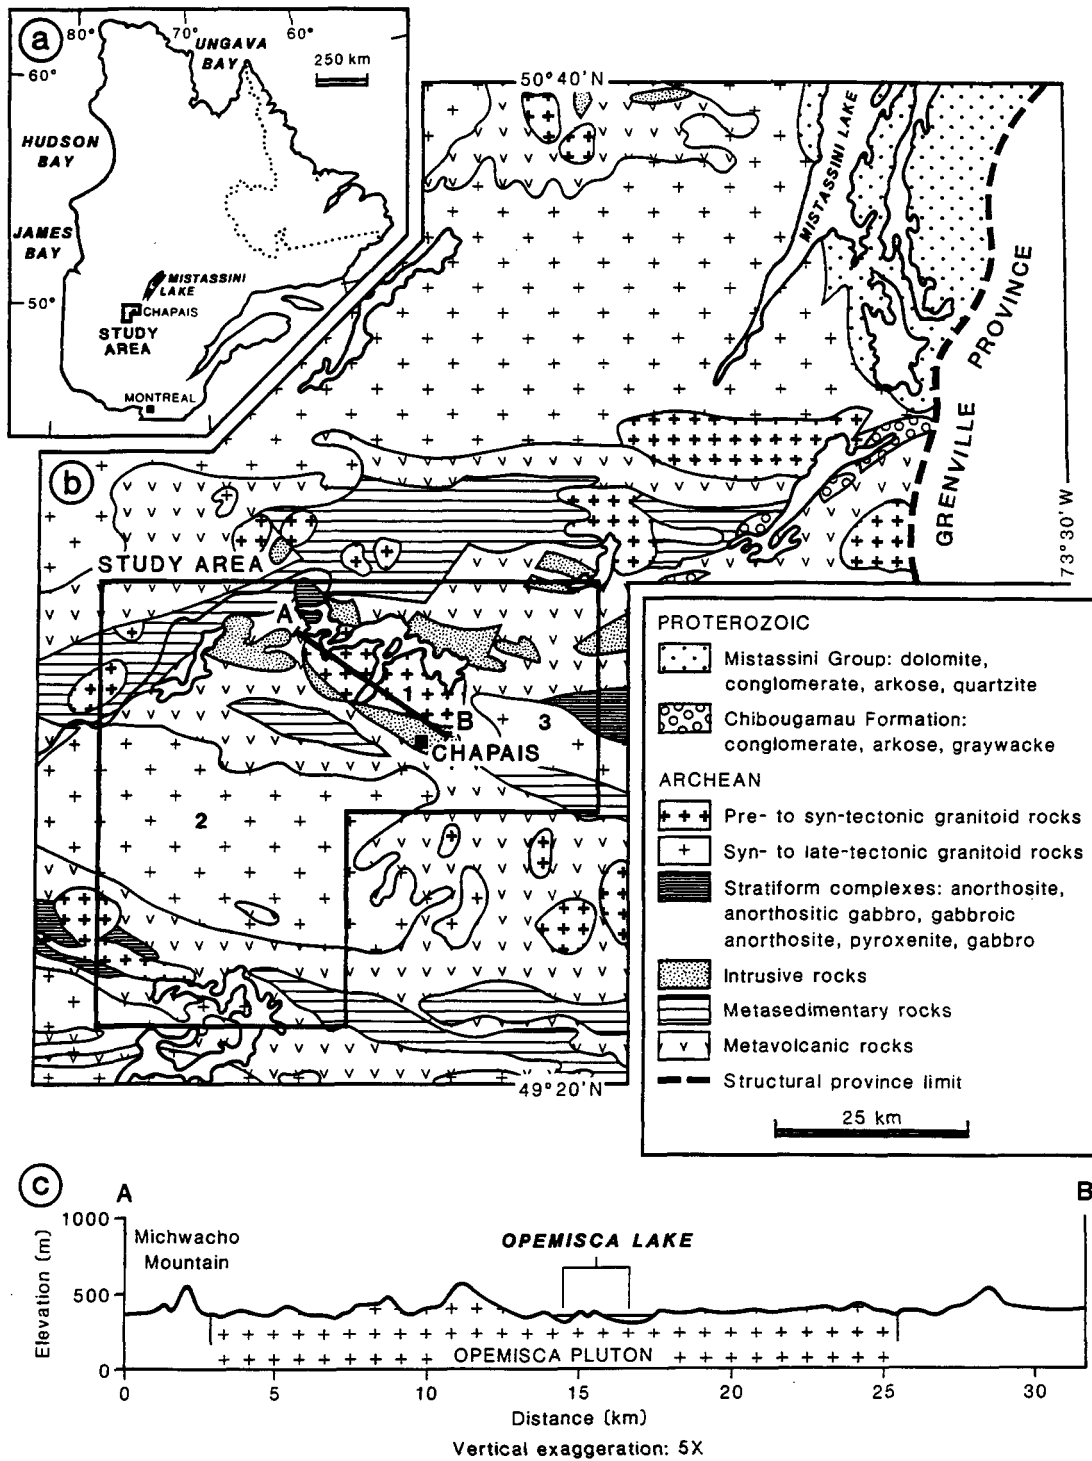 a
80°
70°
60°
UNGAVA
BAY
250 km
60°
HUDSON
BAY
JAMES
BAY
MISTASSINI
LAKE
50°
CHAPAIS
STUDY
AREA
MONTREAL
50°40'N
MISTASSINI LAKE
GRENVILLE PROVINCE
73°30'W
b
STUDY AREA
A
1
B
3
CHAPAIS
2
49°20'N
PROTEROZOIC
Mistassini Group: dolomite,
conglomerate, arkose, quartzite
Chibougamau Formation:
conglomerate, arkose, graywacke
ARCHEAN
Pre- to syn-tectonic granitoid rocks
Syn- to late-tectonic granitoid rocks
Stratiform complexes: anorthosite,
anorthositic gabbro, gabbroic
anorthosite, pyroxenite, gabbro
Intrusive rocks
Metasedimentary rocks
Metavolcanic rocks
Structural province limit
25 km
c
A
B
1000
Michwacho
Mountain
OPEMISCA LAKE
Elevation (m)
500
OPEMISCA PLUTON
0
0 5 10 15 20 25 30
Distance (km)
Vertical exaggeration: 5X